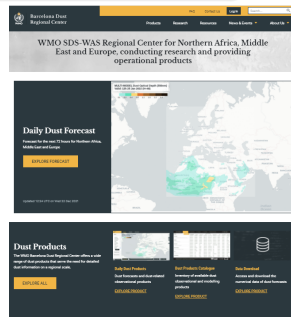 Barcelona Dust
Regional Center
FAQ
Contact us
Log in
Search
Products
Research
Resources
News & Events
About Us
WMO SDS-WAS Regional Center for Northern Africa, Middle
East and Europe, conducting research and providing
operational products
Daily Dust Forecast
Forecast for the next 72 hours for Northern Africa,
Middle East and Europe
EXPLORE FORECAST
Dust Products
The WMO Barcelona Dust Regional Center offers a wide
range of dust products that serve the need for detailed
dust information on a regional scale.
EXPLORE ALL
Daily Dust Products
Dust forecasts and dust-related
observational products
EXPLORE PRODUCT
Dust Products Catalogue
Inventory of available dust
observational and modelling
products
EXPLORE PRODUCT
Data Download
Access and download the
numerical data of dust forecasts
EXPLORE PRODUCT